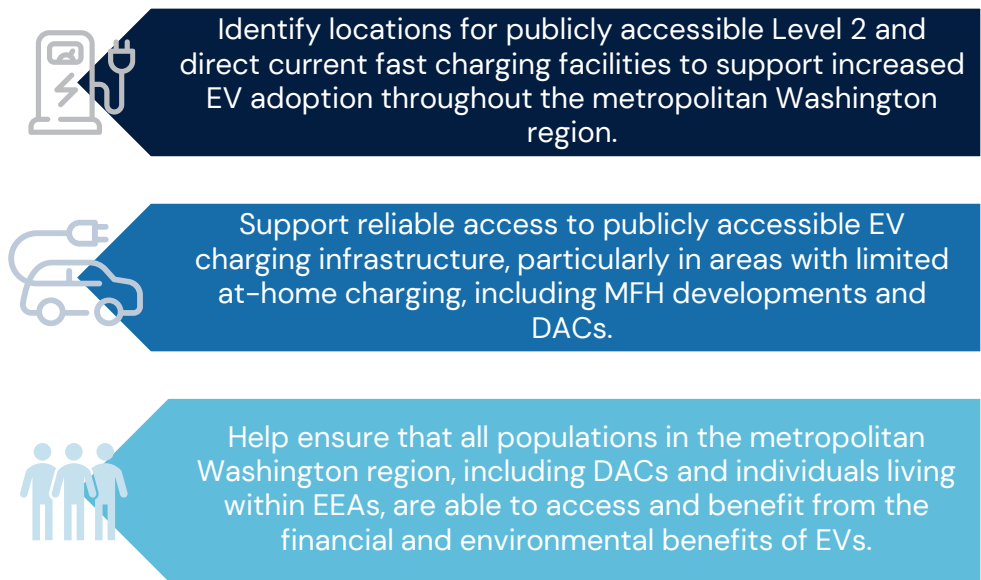 Identify locations for publicly accessible Level 2 and
direct current fast charging facilities to support increased
EV adoption throughout the metropolitan Washington
region.
Support reliable access to publicly accessible EV
charging infrastructure, particularly in areas with limited
at-home charging, including MFH developments and
DACs.
Help ensure that all populations in the metropolitan
Washington region, including DACs and individuals living
within EEAs, are able to access and benefit from the
financial and environmental benefits of EVs.